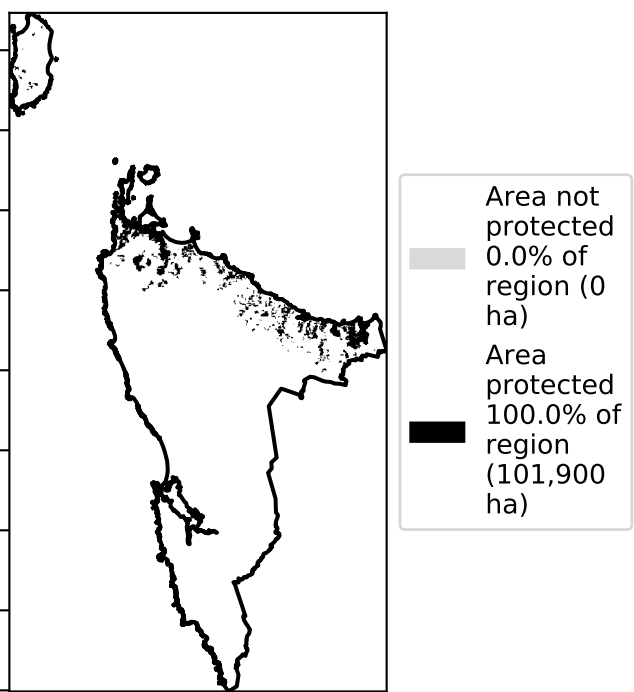 Area not
protected
0.0% of
region (0
ha)
Area
protected
100.0% of
region
(101,900
ha)